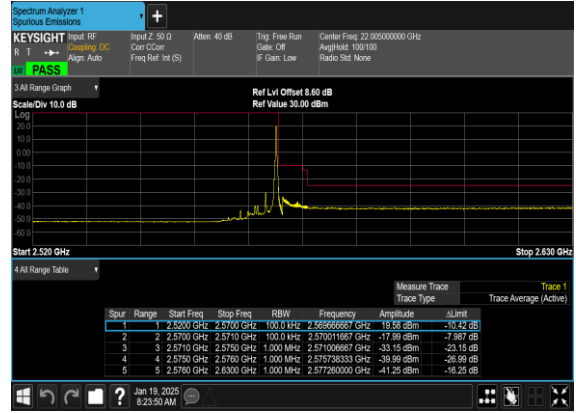 Spectrum Analyzer 1
Spurious Emissions
+
KEYSIGHT Input: RF Input Z: 50 Ω Atten: 40 dB Trig: Free Run Center Freq: 22.005000000 GHz
R T Coupling: DC Corr CCorr Gate: Off Avg|Hold: 100/100
Align: Auto Freq Ref: Int (S) IF Gain: Low Radio Std: None
PASS
3 All Range Graph
Ref Lvl Offset 8.60 dB
Scale/Div 10.0 dB Ref Value 30.00 dBm
Log
20.0
10.0
0.00
-10.0
-20.0
-30.0
-40.0
-50.0
-60.0
Start 2.520 GHz Stop 2.630 GHz
4 All Range Table
Measure Trace Trace 1
Trace Type Trace Average (Active)
Spur Range Start Freq Stop Freq RBW Frequency Amplitude ΔLimit
1 1 2.5200 GHz 2.5700 GHz 100.0 kHz 2.569666667 GHz 19.58 dBm -10.42 dB
2 2 2.5700 GHz 2.5710 GHz 100.0 kHz 2.570011667 GHz -17.99 dBm -7.987 dB
3 3 2.5710 GHz 2.5750 GHz 1.000 MHz 2.571006667 GHz -33.15 dBm -23.15 dB
4 4 2.5750 GHz 2.5760 GHz 1.000 MHz 2.575738333 GHz -39.99 dBm -26.99 dB
5 5 2.5760 GHz 2.6300 GHz 1.000 MHz 2.577260000 GHz -41.25 dBm -16.25 dB
?
Jan 19, 2025
8:23:50 AM